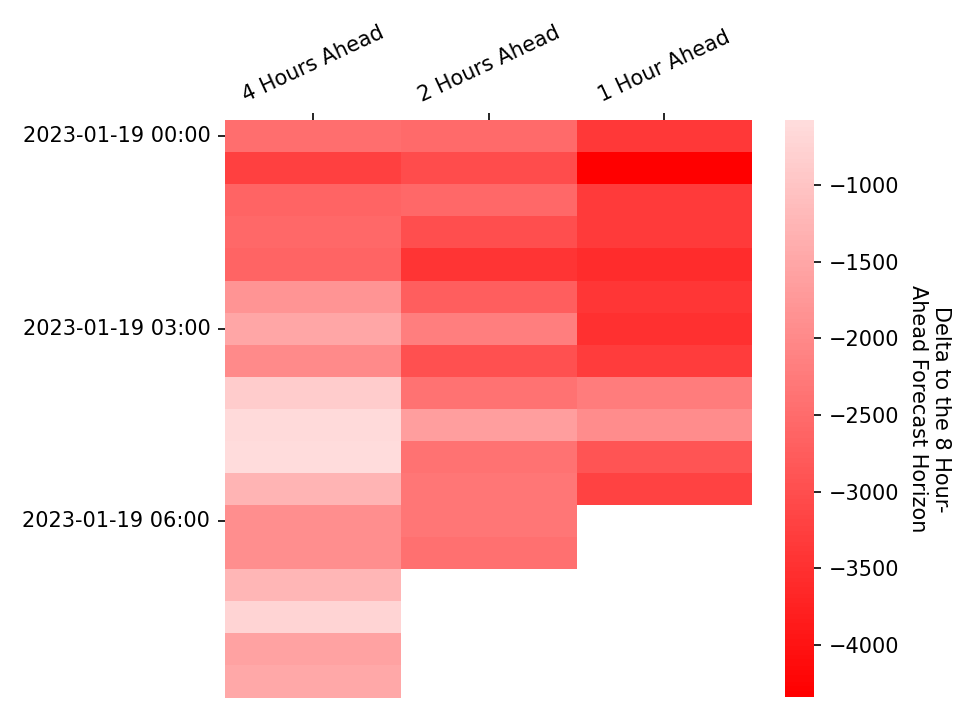 4 Hours Ahead
2 Hours Ahead
1 Hour Ahead
2023-01-19 00:00
2023-01-19 03:00
2023-01-19 06:00
−1000
−1500
−2000
−2500
−3000
−3500
−4000
Delta to the 8 Hour-
Ahead Forecast Horizon